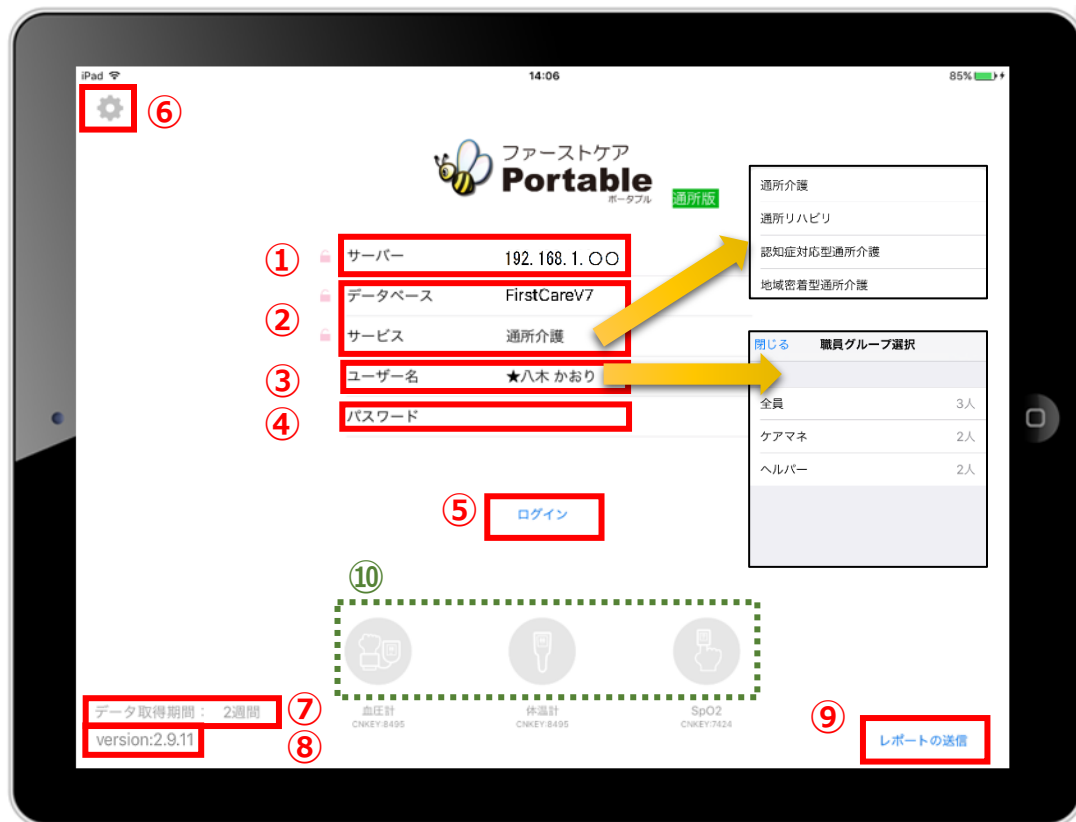 iPad 14:06 85%
⑥
ファーストケア
Portable
ポータブル 通所版
① サーバー 192.168.1.〇〇
② データベース FirstCareV7
サービス 通所介護
③ ユーザー名 ★八木 かおり
④ パスワード
⑤ ログイン
通所介護
通所リハビリ
認知症対応型通所介護
地域密着型通所介護
閉じる 職員グループ選択
全員 3人
ケアマネ 2人
ヘルパー 2人
⑩
血圧計 体温計 SpO2
CNKEY:8495 CNKEY:8495 CNKEY:7424
データ取得期間： 2週間 ⑦
version:2.9.11 ⑧
⑨ レポートの送信